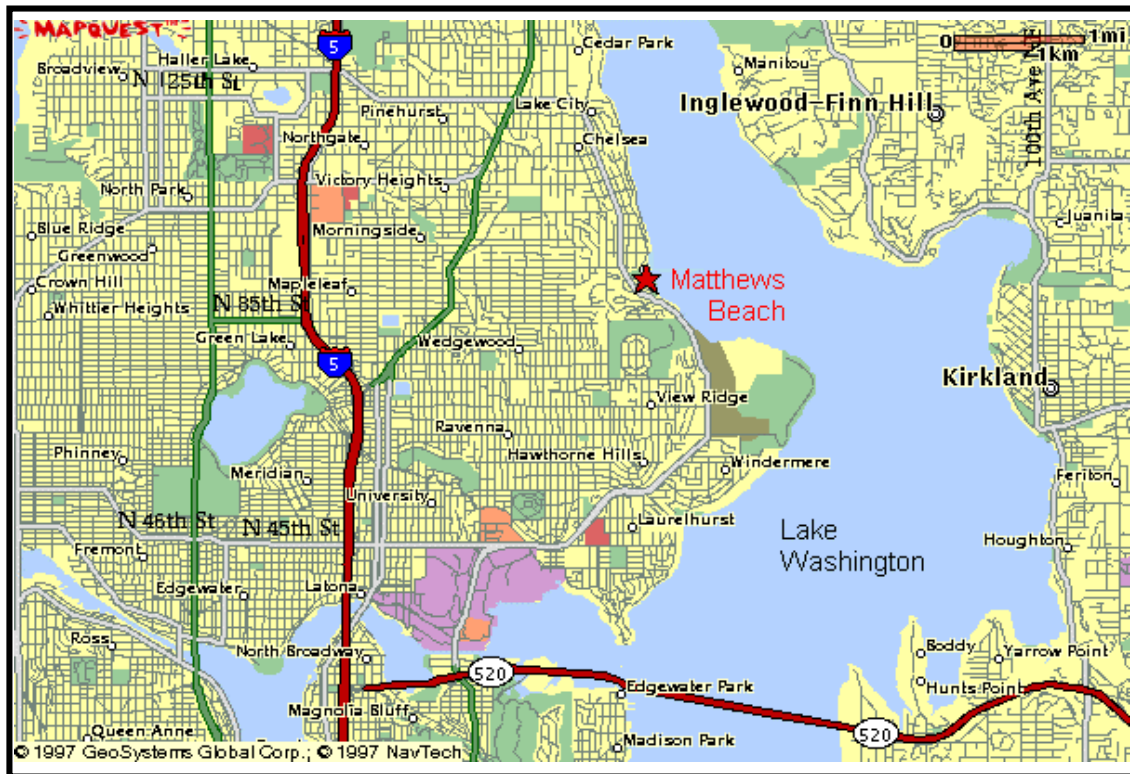 MAPQUEST
5
Cedar Park
0 1mi
1km
Broadview
Haller Lake
N 125th St
Manitou
Inglewood-Finn Hill
100th Ave NE
Pinehurst
Lake City
Northgate
Chelsea
North Park
Victory Heights
Blue Ridge
Morningside
Juanita
Greenwood
Crown Hill
Mapleleaf
Matthews
Beach
Whittier Heights
N 85th St
Green Lake
Wedgewood
5
Kirkland
View Ridge
Phinney
Ravenna
Meridian
Hawthorne Hills
Windermere
Feriton
University
N 46th St
N 45th St
Laurelhurst
Lake
Washington
Fremont
Houghton
Edgewater
Latona
Ross
North Broadway
Boddy
Yarrow Point
520
Edgewater Park
Hunts Point
Magnolia Bluff
Queen Anne
Madison Park
520
© 1997 GeoSystems Global Corp.; © 1997 NavTech